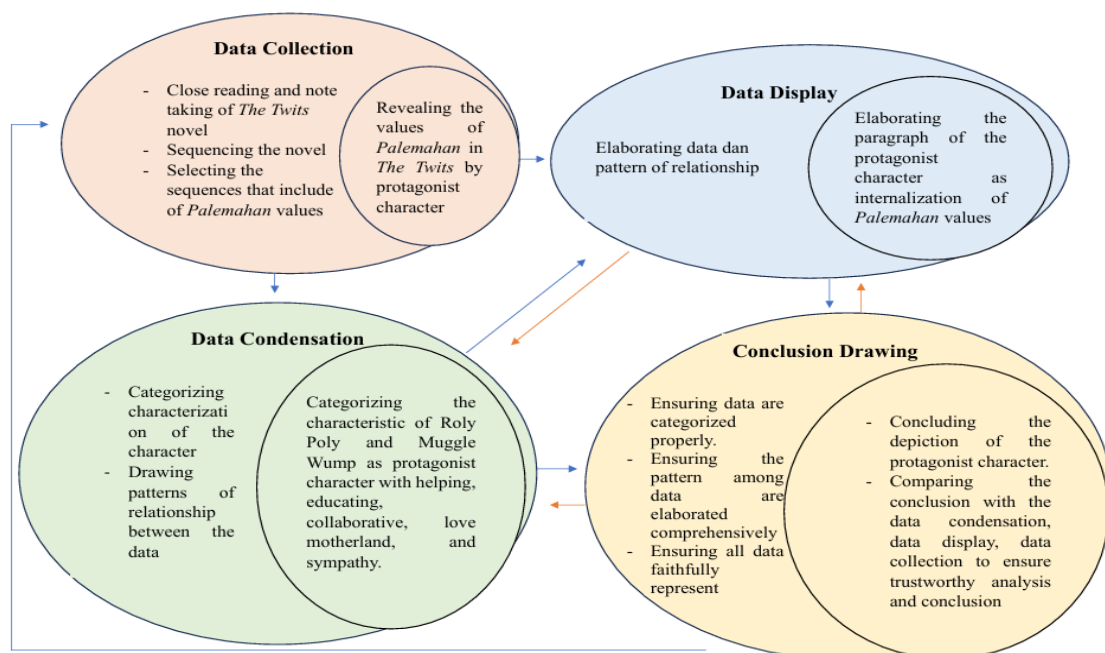 Data Collection
- Close reading and note
taking of The Twits
novel
- Sequencing the novel
- Selecting the
sequences that include
of Palemahan values
Revealing the
values of
Palemahan in
The Twits by
protagonist
character
Data Display
Elaborating data dan
pattern of relationship
Elaborating the
paragraph of the
protagonist
character as
internalization of
Palemahan values
Data Condensation
- Categorizing
characterizati
on of the
character
- Drawing
patterns of
relationship
between the
data
Categorizing the
characteristic of Roly
Poly and Muggle
Wump as protagonist
character with helping,
educating,
collaborative, love
motherland, and
sympathy.
Conclusion Drawing
- Ensuring data are
categorized
properly.
- Ensuring the
pattern among
data are
elaborated
comprehensively
- Ensuring all data
faithfully
represent
- Concluding the
depiction of the
protagonist character.
- Comparing the
conclusion with the
data condensation,
data display, data
collection to ensure
trustworthy analysis
and conclusion